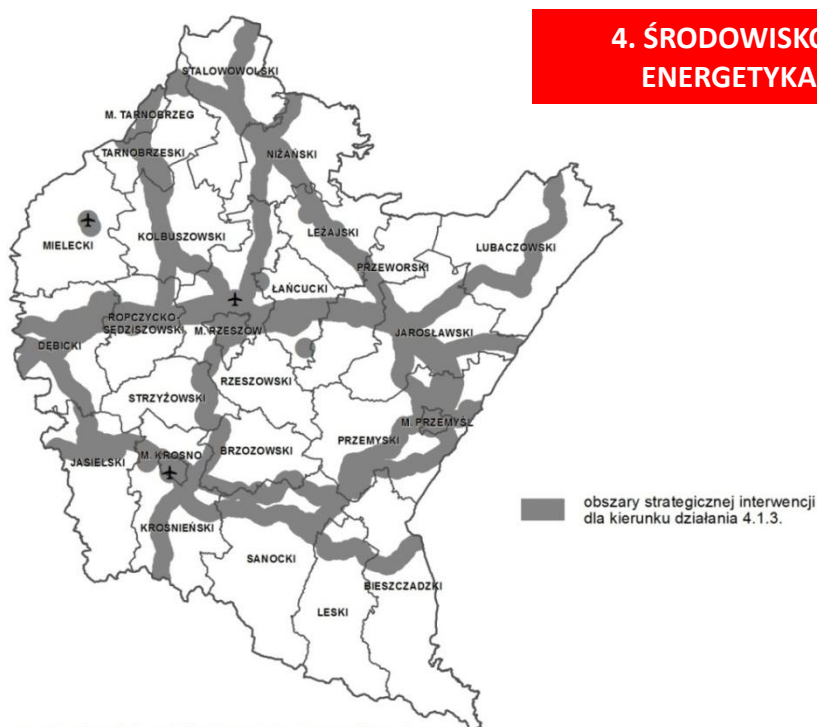 4. ŚRODOWISKO
ENERGETYKA
STALOWOWOLSKI
M. TARNOBRZEG
TARNOBRZESKI
NIŻAŃSKI
MIELECKI
KOLBUSZOWSKI
LEŻAJSKI
LUBACZOWSKI
PRZEWORSKI
ŁAŃCUCKI
ROPCZYCKO-
SĘDZISZOWSKI
M. RZESZÓW
JAROSŁAWSKI
DĘBICKI
RZESZOWSKI
STRZYŻOWSKI
M. PRZEMYŚL
PRZEMYSKI
BRZOZOWSKI
M. KROSNO
JASIELSKI
obszary strategicznej interwencji
dla kierunku działania 4.1.3.
KROŚNIEŃSKI
SANOCKI
BIESZCZADZKI
LESKI